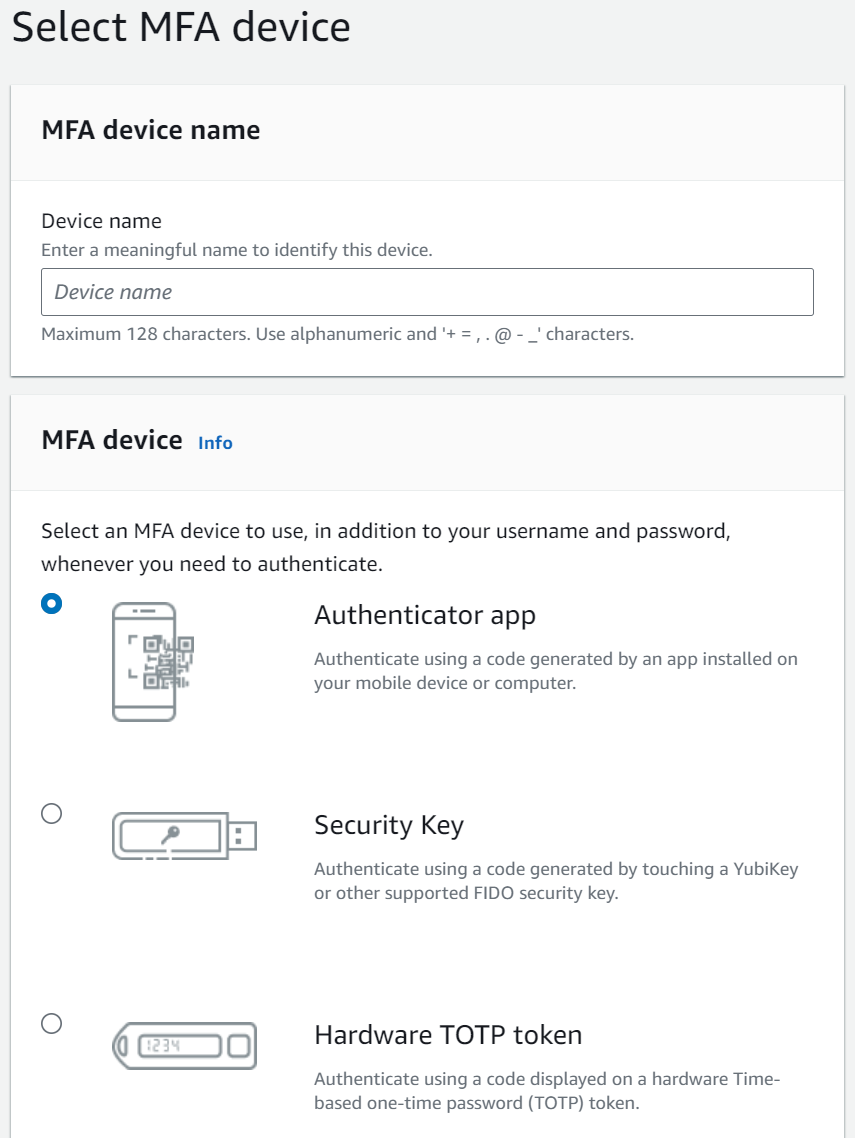 Select MFA device
MFA device name
Device name
Enter a meaningful name to identify this device.
Device name
Maximum 128 characters. Use alphanumeric and '+ = , . @ - _' characters.
MFA device Info
Select an MFA device to use, in addition to your username and password,
whenever you need to authenticate.
Authenticator app
Authenticate using a code generated by an app installed on
your mobile device or computer.
Security Key
Authenticate using a code generated by touching a YubiKey
or other supported FIDO security key.
1234
Hardware TOTP token
Authenticate using a code displayed on a hardware Time-
based one-time password (TOTP) token.